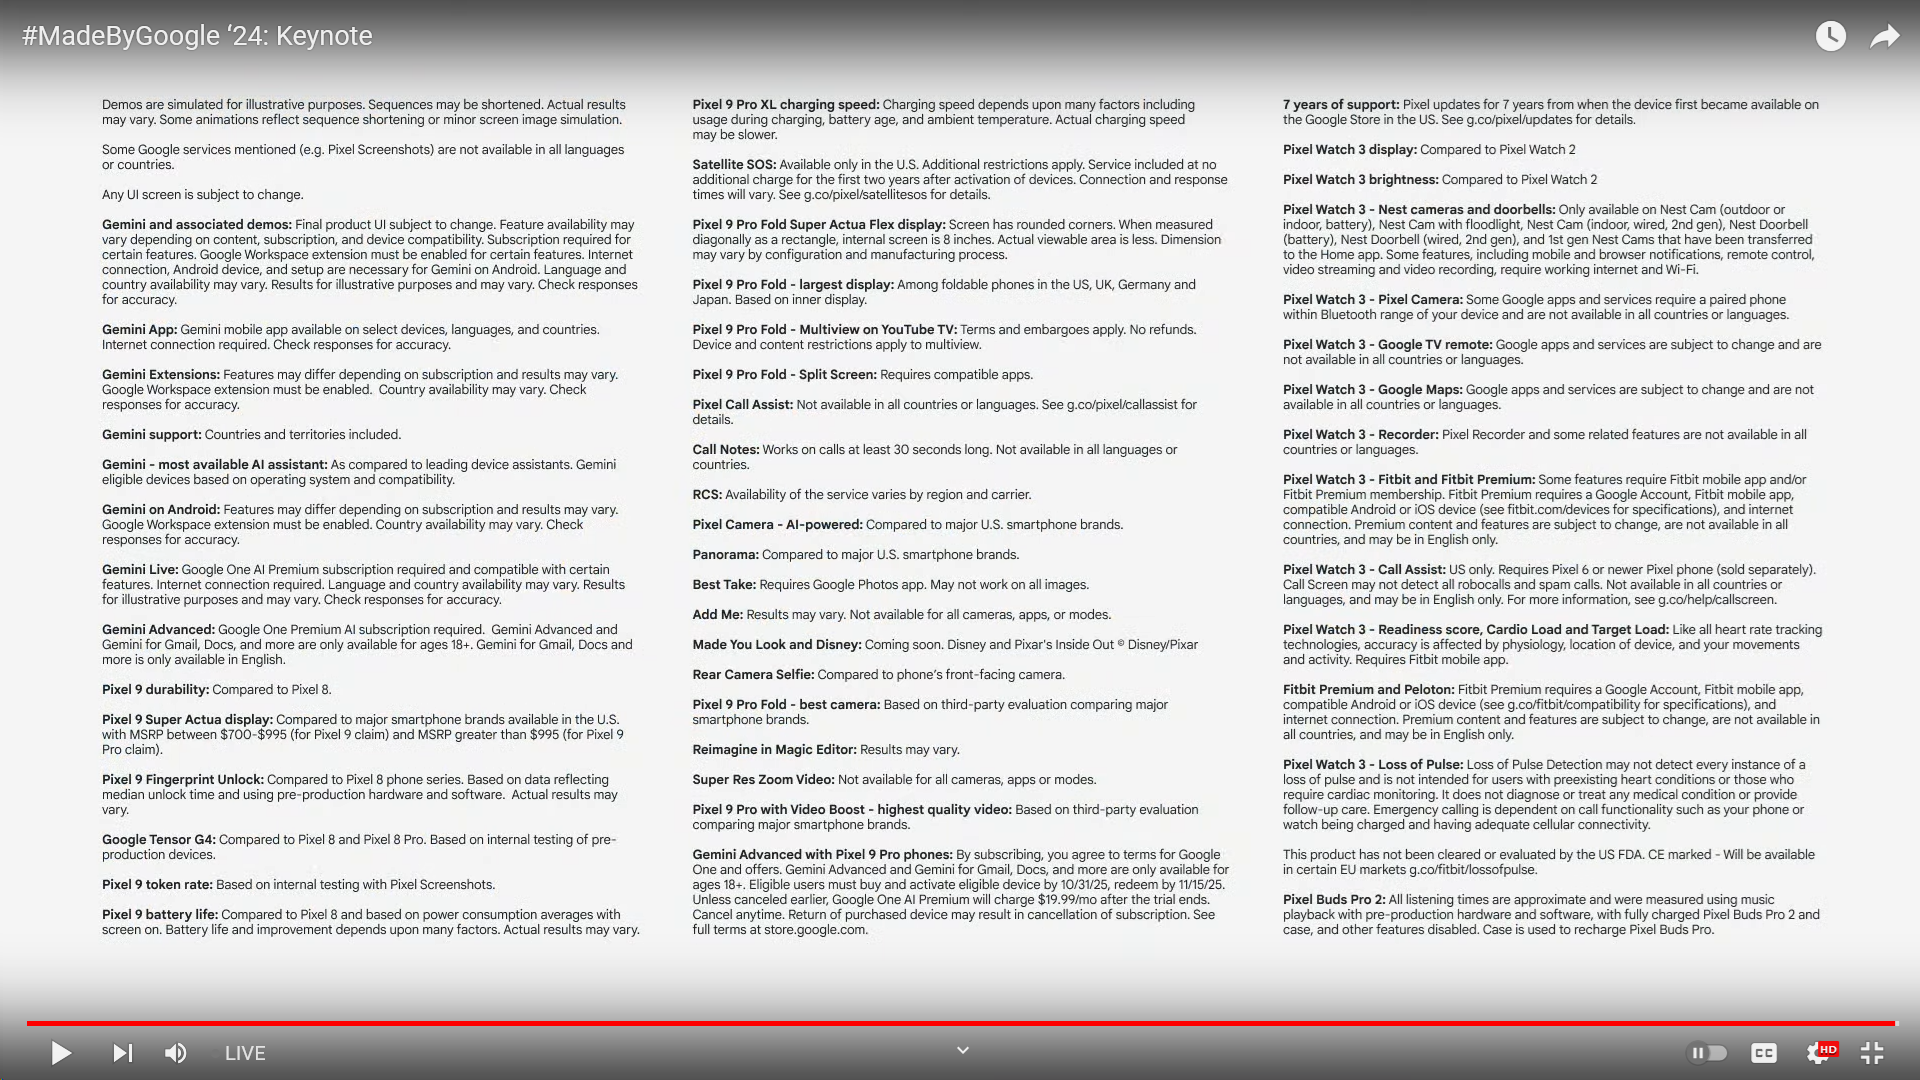 #MadeByGoogle ‘24: Keynote
Demos are simulated for illustrative purposes. Sequences may be shortened. Actual results
may vary. Some animations reflect sequence shortening or minor screen image simulation.
Some Google services mentioned (e.g. Pixel Screenshots) are not available in all languages
or countries.
Any UI screen is subject to change.
Gemini and associated demos: Final product UI subject to change. Feature availability may
vary depending on content, subscription, and device compatibility. Subscription required for
certain features. Google Workspace extension must be enabled for certain features. Internet
connection, Android device, and setup are necessary for Gemini on Android. Language and
country availability may vary. Results for illustrative purposes and may vary. Check responses
for accuracy.
Gemini App: Gemini mobile app available on select devices, languages, and countries.
Internet connection required. Check responses for accuracy.
Gemini Extensions: Features may differ depending on subscription and results may vary.
Google Workspace extension must be enabled.  Country availability may vary. Check
responses for accuracy.
Gemini support: Countries and territories included.
Gemini - most available AI assistant: As compared to leading device assistants. Gemini
eligible devices based on operating system and compatibility.
Gemini on Android: Features may differ depending on subscription and results may vary.
Google Workspace extension must be enabled. Country availability may vary. Check
responses for accuracy.
Gemini Live: Google One AI Premium subscription required and compatible with certain
features. Internet connection required. Language and country availability may vary. Results
for illustrative purposes and may vary. Check responses for accuracy.
Gemini Advanced: Google One Premium AI subscription required.  Gemini Advanced and
Gemini for Gmail, Docs, and more are only available for ages 18+. Gemini for Gmail, Docs and
more is only available in English.
Pixel 9 durability: Compared to Pixel 8.
Pixel 9 Super Actua display: Compared to major smartphone brands available in the U.S.
with MSRP between $700-$995 (for Pixel 9 claim) and MSRP greater than $995 (for Pixel 9
Pro claim).
Pixel 9 Fingerprint Unlock: Compared to Pixel 8 phone series. Based on data reflecting
median unlock time and using pre-production hardware and software.  Actual results may
vary.
Google Tensor G4: Compared to Pixel 8 and Pixel 8 Pro. Based on internal testing of pre-
production devices.
Pixel 9 token rate: Based on internal testing with Pixel Screenshots.
Pixel 9 battery life: Compared to Pixel 8 and based on power consumption averages with
screen on. Battery life and improvement depends upon many factors. Actual results may vary.
Pixel 9 Pro XL charging speed: Charging speed depends upon many factors including
usage during charging, battery age, and ambient temperature. Actual charging speed
may be slower.
Satellite SOS: Available only in the U.S. Additional restrictions apply. Service included at no
additional charge for the first two years after activation of devices. Connection and response
times will vary. See g.co/pixel/satellitesos for details.
Pixel 9 Pro Fold Super Actua Flex display: Screen has rounded corners. When measured
diagonally as a rectangle, internal screen is 8 inches. Actual viewable area is less. Dimension
may vary by configuration and manufacturing process.
Pixel 9 Pro Fold - largest display: Among foldable phones in the US, UK, Germany and
Japan. Based on inner display.
Pixel 9 Pro Fold - Multiview on YouTube TV: Terms and embargoes apply. No refunds.
Device and content restrictions apply to multiview.
Pixel 9 Pro Fold - Split Screen: Requires compatible apps.
Pixel Call Assist: Not available in all countries or languages. See g.co/pixel/callassist for
details.
Call Notes: Works on calls at least 30 seconds long. Not available in all languages or
countries.
RCS: Availability of the service varies by region and carrier.
Pixel Camera - AI-powered: Compared to major U.S. smartphone brands.
Panorama: Compared to major U.S. smartphone brands.
Best Take: Requires Google Photos app. May not work on all images.
Add Me: Results may vary. Not available for all cameras, apps, or modes.
Made You Look and Disney: Coming soon. Disney and Pixar's Inside Out © Disney/Pixar
Rear Camera Selfie: Compared to phone’s front-facing camera.
Pixel 9 Pro Fold - best camera: Based on third-party evaluation comparing major
smartphone brands.
Reimagine in Magic Editor: Results may vary.
Super Res Zoom Video: Not available for all cameras, apps or modes.
Pixel 9 Pro with Video Boost - highest quality video: Based on third-party evaluation
comparing major smartphone brands.
Gemini Advanced with Pixel 9 Pro phones: By subscribing, you agree to terms for Google
One and offers. Gemini Advanced and Gemini for Gmail, Docs, and more are only available for
ages 18+. Eligible users must buy and activate eligible device by 10/31/25, redeem by 11/15/25.
Unless canceled earlier, Google One AI Premium will charge $19.99/mo after the trial ends.
Cancel anytime. Return of purchased device may result in cancellation of subscription. See
full terms at store.google.com.
7 years of support: Pixel updates for 7 years from when the device first became available on
the Google Store in the US. See g.co/pixel/updates for details.
Pixel Watch 3 display: Compared to Pixel Watch 2
Pixel Watch 3 brightness: Compared to Pixel Watch 2
Pixel Watch 3 - Nest cameras and doorbells: Only available on Nest Cam (outdoor or
indoor, battery), Nest Cam with floodlight, Nest Cam (indoor, wired, 2nd gen), Nest Doorbell
(battery), Nest Doorbell (wired, 2nd gen), and 1st gen Nest Cams that have been transferred
to the Home app. Some features, including mobile and browser notifications, remote control,
video streaming and video recording, require working internet and Wi-Fi.
Pixel Watch 3 - Pixel Camera: Some Google apps and services require a paired phone
within Bluetooth range of your device and are not available in all countries or languages.
Pixel Watch 3 - Google TV remote: Google apps and services are subject to change and are
not available in all countries or languages.
Pixel Watch 3 - Google Maps: Google apps and services are subject to change and are not
available in all countries or languages.
Pixel Watch 3 - Recorder: Pixel Recorder and some related features are not available in all
countries or languages.
Pixel Watch 3 - Fitbit and Fitbit Premium: Some features require Fitbit mobile app and/or
Fitbit Premium membership. Fitbit Premium requires a Google Account, Fitbit mobile app,
compatible Android or iOS device (see fitbit.com/devices for specifications), and internet
connection. Premium content and features are subject to change, are not available in all
countries, and may be in English only.
Pixel Watch 3 - Call Assist: US only. Requires Pixel 6 or newer Pixel phone (sold separately).
Call Screen may not detect all robocalls and spam calls. Not available in all countries or
languages, and may be in English only. For more information, see g.co/help/callscreen.
Pixel Watch 3 - Readiness score, Cardio Load and Target Load: Like all heart rate tracking
technologies, accuracy is affected by physiology, location of device, and your movements
and activity. Requires Fitbit mobile app.
Fitbit Premium and Peloton: Fitbit Premium requires a Google Account, Fitbit mobile app,
compatible Android or iOS device (see g.co/fitbit/compatibility for specifications), and
internet connection. Premium content and features are subject to change, are not available in
all countries, and may be in English only.
Pixel Watch 3 - Loss of Pulse: Loss of Pulse Detection may not detect every instance of a
loss of pulse and is not intended for users with preexisting heart conditions or those who
require cardiac monitoring. It does not diagnose or treat any medical condition or provide
follow-up care. Emergency calling is dependent on call functionality such as your phone or
watch being charged and having adequate cellular connectivity.
This product has not been cleared or evaluated by the US FDA. CE marked - Will be available
in certain EU markets g.co/fitbit/lossofpulse.
Pixel Buds Pro 2: All listening times are approximate and were measured using music
playback with pre-production hardware and software, with fully charged Pixel Buds Pro 2 and
case, and other features disabled. Case is used to recharge Pixel Buds Pro.
LIVE
CC
HD